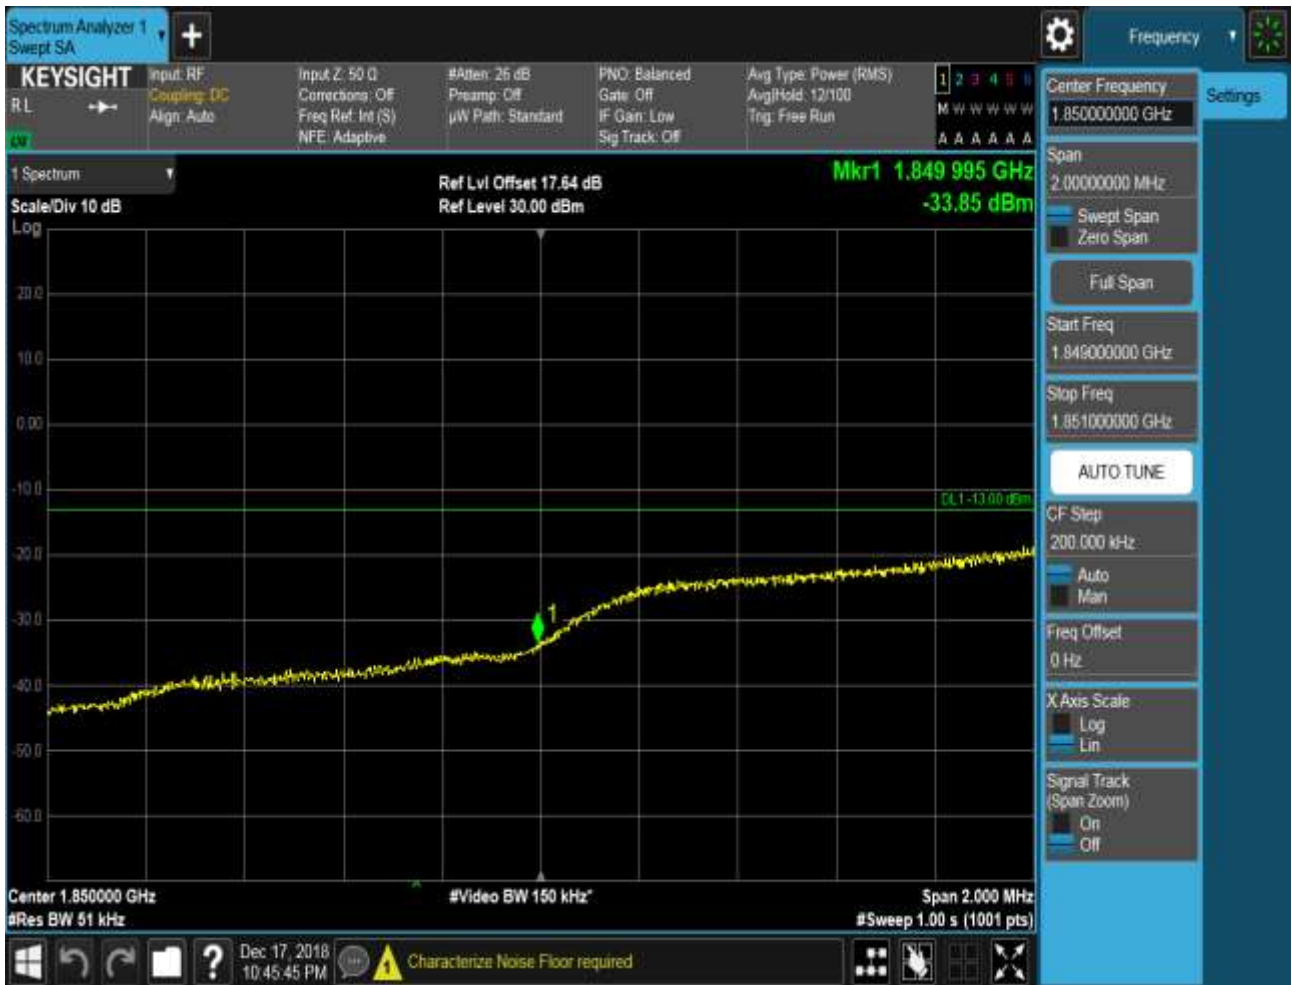 Spectrum Analyzer 1
Swept SA
Frequency
KEYSIGHT
R L
Input: RF
Coupling: DC
Align: Auto
Input Z: 50 Ω
Corrections: Off
Freq Ref: Int (S)
NFE: Adaptive
#Atten: 26 dB
Preamp: Off
µW Path: Standard
PNO: Balanced
Gate: Off
IF Gain: Low
Sig Track: Off
Avg Type: Power (RMS)
Avg|Hold: 12/100
Trig: Free Run
1 2 3 4 5 6
M W W W W W
A A A A A A
1 Spectrum
Scale/Div 10 dB
Log
Ref Lvl Offset 17.64 dB
Ref Level 30.00 dBm
Mkr1 1.849 995 GHz
-33.85 dBm
20.0
10.0
0.00
-10.0
DL1 -13.00 dBm
-20.0
-30.0
1
-40.0
-50.0
-60.0
Center 1.850000 GHz
#Res BW 51 kHz
#Video BW 150 kHz*
Span 2.000 MHz
#Sweep 1.00 s (1001 pts)
Center Frequency
1.850000000 GHz
Settings
Span
2.00000000 MHz
Swept Span
Zero Span
Full Span
Start Freq
1.849000000 GHz
Stop Freq
1.851000000 GHz
AUTO TUNE
CF Step
200.000 kHz
Auto
Man
Freq Offset
0 Hz
X Axis Scale
Log
Lin
Signal Track
(Span Zoom)
On
Off
?
Dec 17, 2018
10:45:45 PM
Characterize Noise Floor required